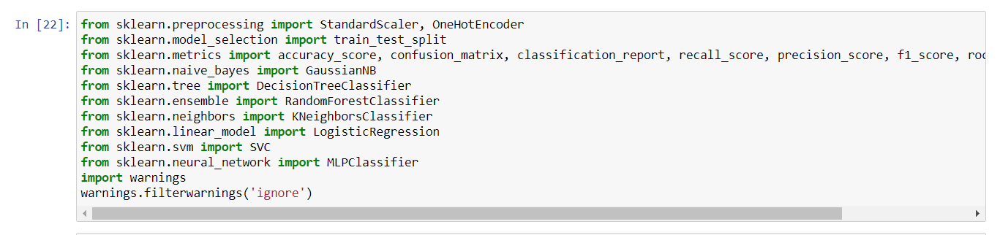 In [22]: from sklearn.preprocessing import StandardScaler, OneHotEncoder
from sklearn.model_selection import train_test_split
from sklearn.metrics import accuracy_score, confusion_matrix, classification_report, recall_score, precision_score, f1_score,
from sklearn.naive_bayes import GaussianNB
from sklearn.tree import DecisionTreeClassifier
from sklearn.ensemble import RandomForestClassifier
from sklearn.neighbors import KNeighborsClassifier
from sklearn.linear_model import LogisticRegression
from sklearn.svm import SVC
from sklearn.neural_network import MLPClassifier
import warnings
warnings.filterwarnings('ignore')